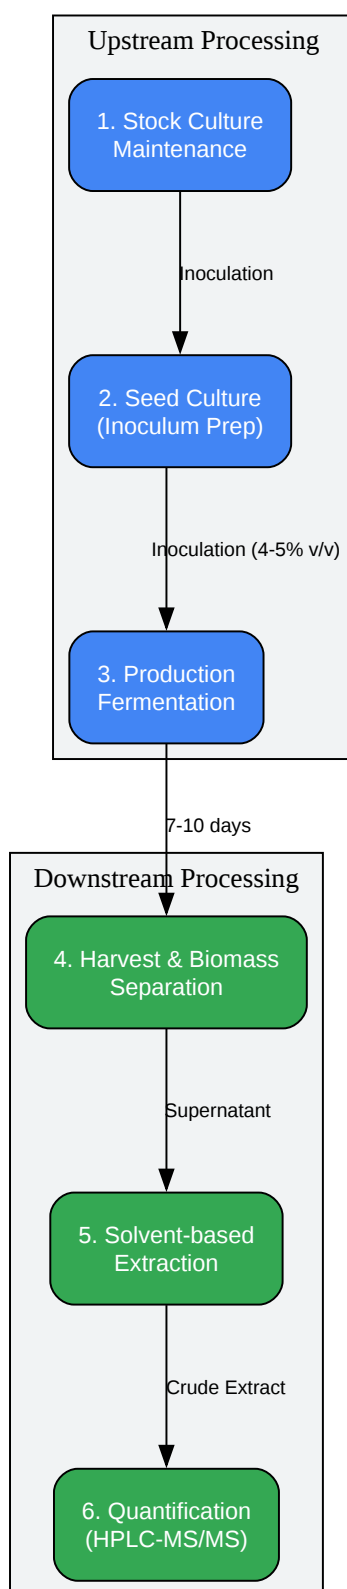 Upstream Processing
1. Stock Culture
Maintenance
Inoculation
2. Seed Culture
(Inoculum Prep)
Inoculation (4-5% v/v)
3. Production
Fermentation
7-10 days
Downstream Processing
4. Harvest & Biomass
Separation
Supernatant
5. Solvent-based
Extraction
Crude Extract
6. Quantification
(HPLC-MS/MS)